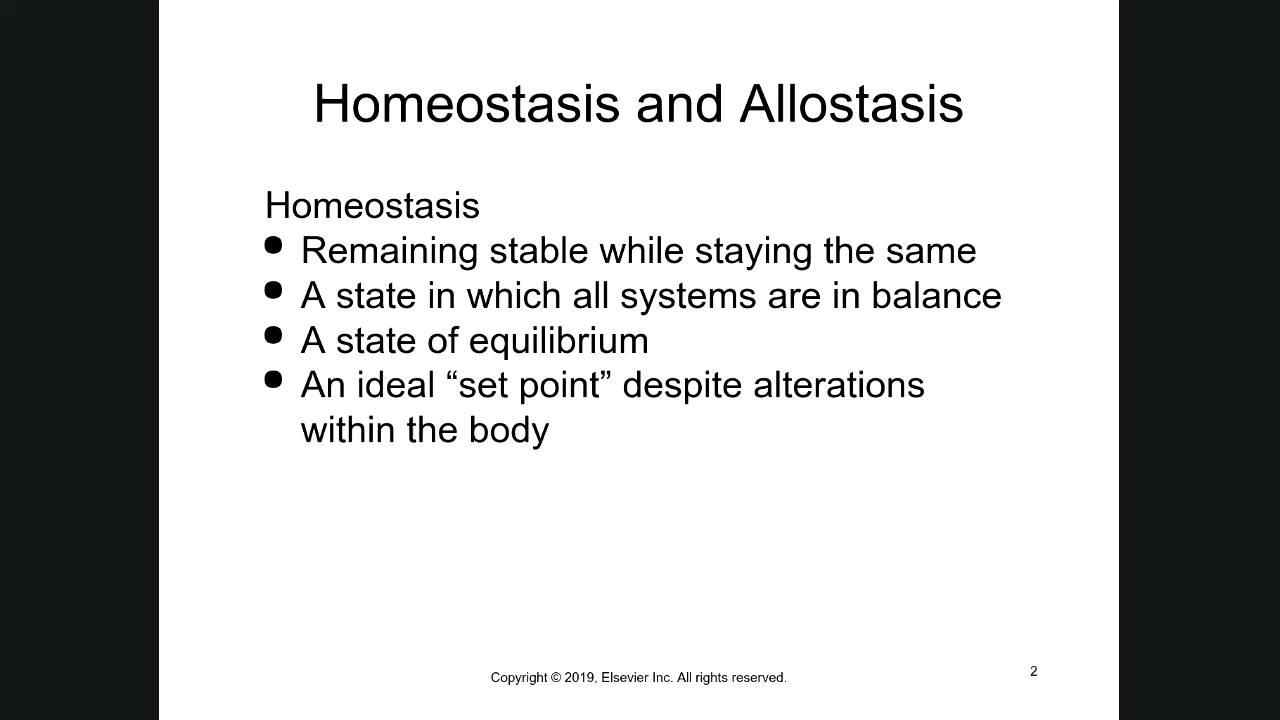 Homeostasis and Allostasis
Homeostasis
● Remaining stable while staying the same
● A state in which all systems are in balance
● A state of equilibrium
● An ideal “set point” despite alterations
within the body
Copyright © 2019, Elsevier Inc. All rights reserved.
2